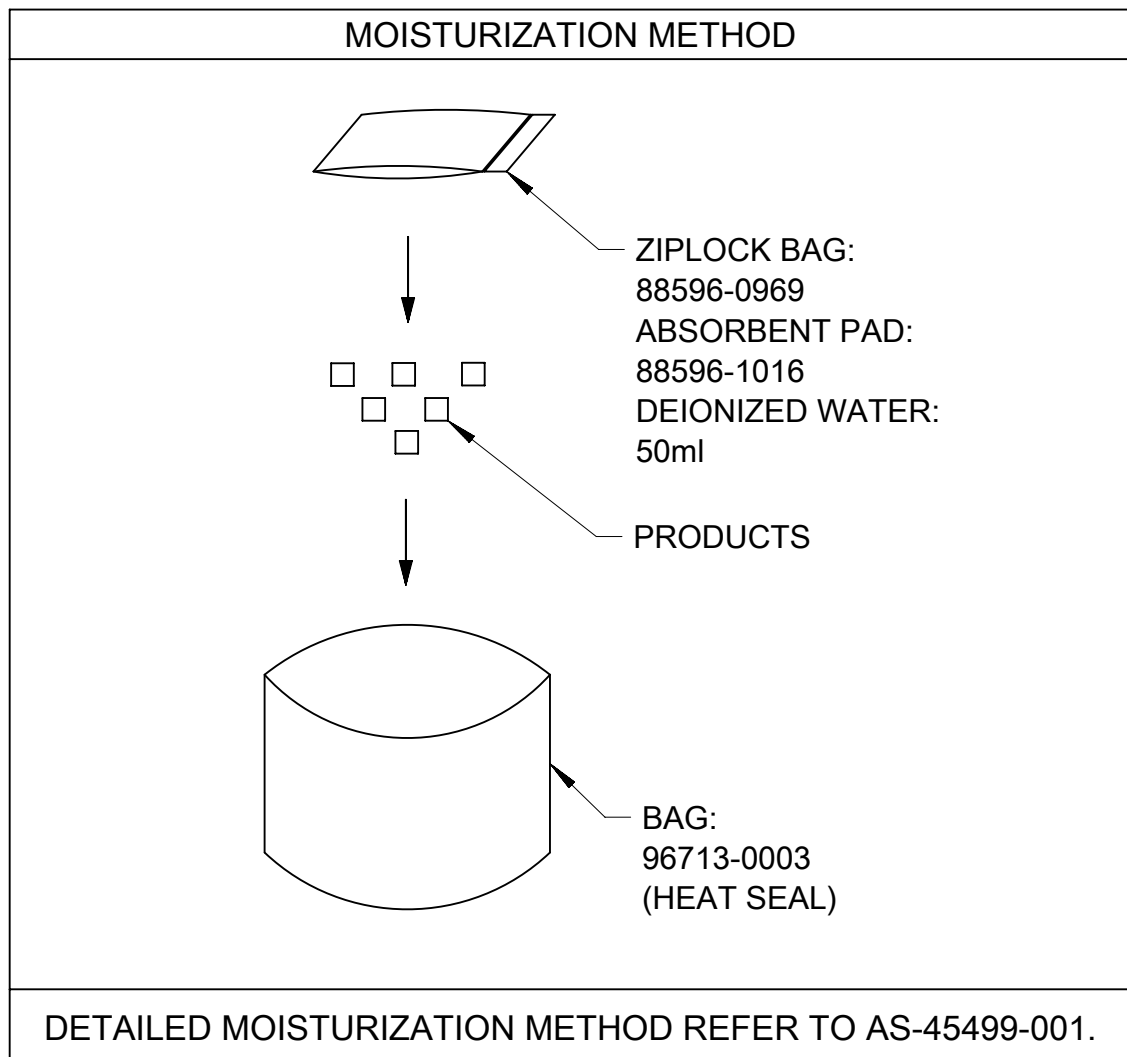 MOISTURIZATION METHOD
ZIPLOCK BAG:
88596-0969
ABSORBENT PAD:
88596-1016
DEIONIZED WATER:
50ml
PRODUCTS
BAG:
96713-0003
(HEAT SEAL)
DETAILED MOISTURIZATION METHOD REFER TO AS-45499-001.